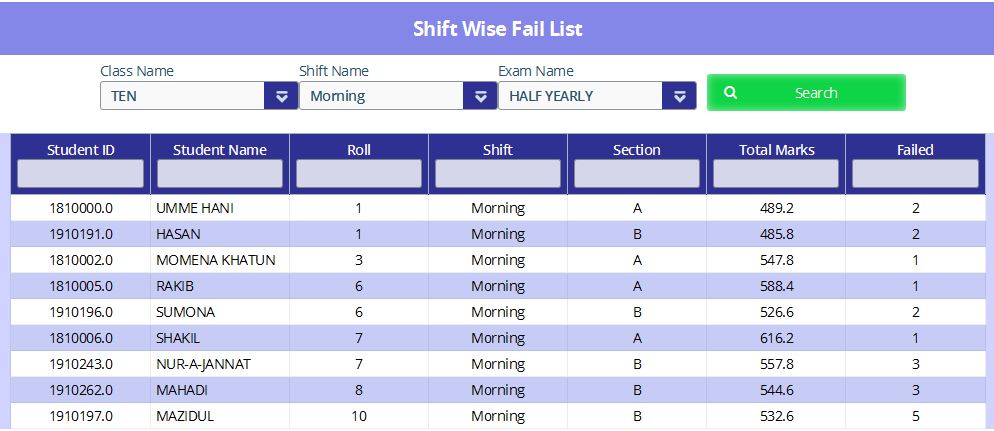 Shift Wise Fail List
Class Name Shift Name Exam Name
TEN Morning HALF YEARLY Search
Student ID Student Name Roll Shift Section Total Marks Failed
1810000.0 UMME HANI 1 Morning A 489.2 2
1910191.0 HASAN 1 Morning B 485.8 2
1810002.0 MOMENA KHATUN 3 Morning A 547.8 1
1810005.0 RAKIB 6 Morning A 588.4 1
1910196.0 SUMONA 6 Morning B 526.6 2
1810006.0 SHAKIL 7 Morning A 616.2 1
1910243.0 NUR-A-JANNAT 7 Morning B 557.8 3
1910262.0 MAHADI 8 Morning B 544.6 3
1910197.0 MAZIDUL 10 Morning B 532.6 5